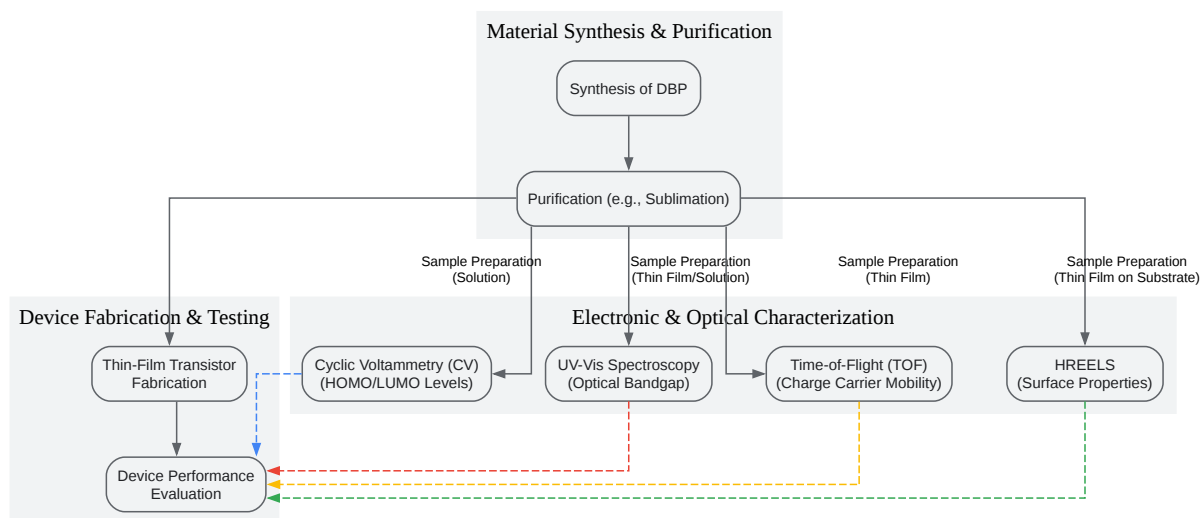 Material Synthesis & Purification
Synthesis of DBP
Purification (e.g., Sublimation)
Sample Preparation
(Solution)
Sample Preparation
(Thin Film/Solution)
Sample Preparation
(Thin Film)
Sample Preparation
(Thin Film on Substrate)
Device Fabrication & Testing
Electronic & Optical Characterization
Thin-Film Transistor
Fabrication
Cyclic Voltammetry (CV)
(HOMO/LUMO Levels)
UV-Vis Spectroscopy
(Optical Bandgap)
Time-of-Flight (TOF)
(Charge Carrier Mobility)
HREELS
(Surface Properties)
Device Performance
Evaluation